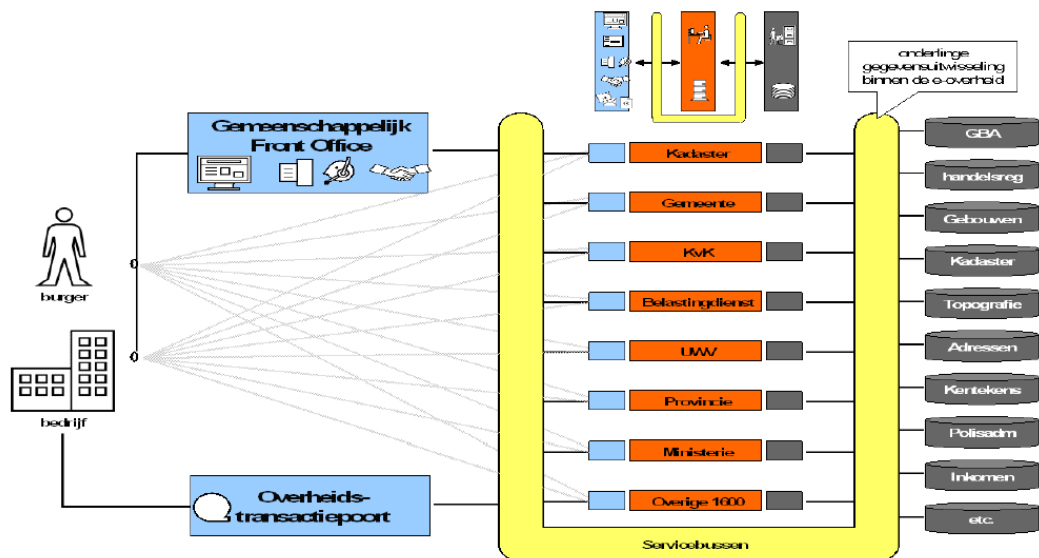 onderlinge
gegevensuitwisseling
binnen de e-overheid
Gemeenschappelijk
Front Office
burger
bedrijf
Overheids-
transactiepoort
Kadaster
Gemeente
KvK
Belastingdienst
UWV
Provincie
Ministerie
Overige 1600
Servicebussen
GBA
handelsreg
Gebouwen
Kadaster
Topografie
Adressen
Kentekens
Polisadm
Inkomen
etc.